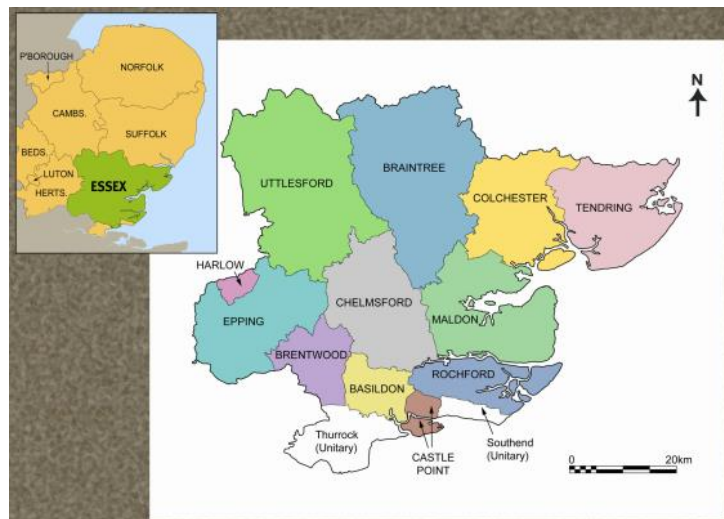 P'BOROUGH
NORFOLK
CAMBS.
SUFFOLK
BEDS.
LUTON
ESSEX
HERTS.
N
UTTLESFORD
BRAINTREE
COLCHESTER
TENDRING
HARLOW
EPPING
CHELMSFORD
MALDON
BRENTWOOD
BASILDON
ROCHFORD
Thurrock
(Unitary)
CASTLE
POINT
Southend
(Unitary)
0 20km